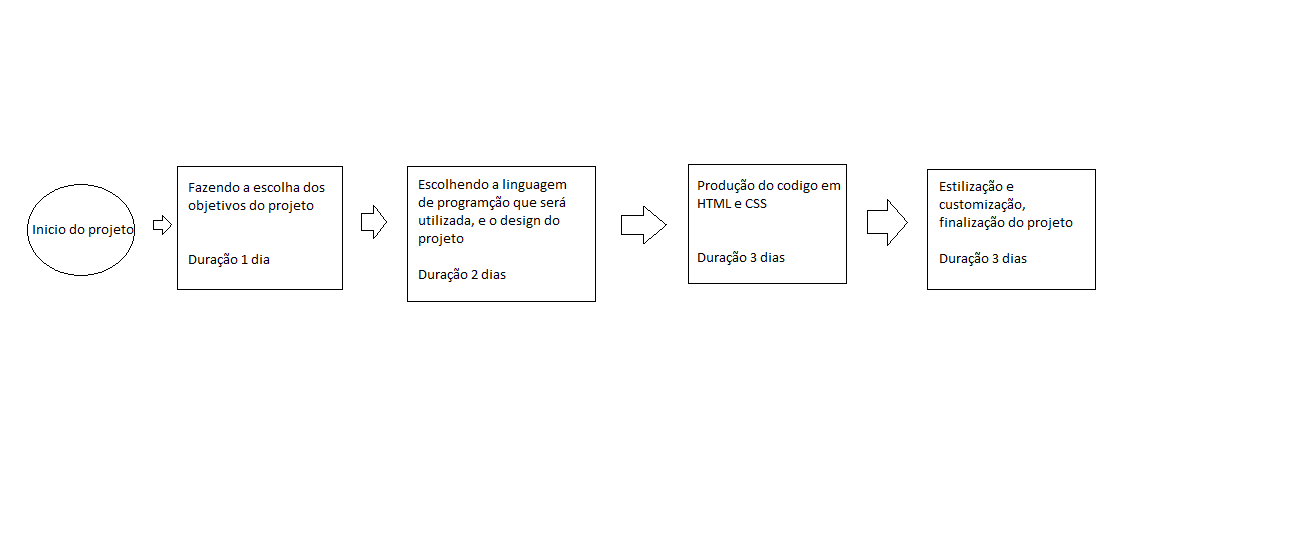 Inicio do projeto
Fazendo a escolha dos
objetivos do projeto
Duração 1 dia
Escolhendo a linguagem
de programção que será
utilizada, e o design do
projeto
Duração 2 dias
Produção do codigo em
HTML e CSS
Duração 3 dias
Estilização e
customização,
finalização do projeto
Duração 3 dias